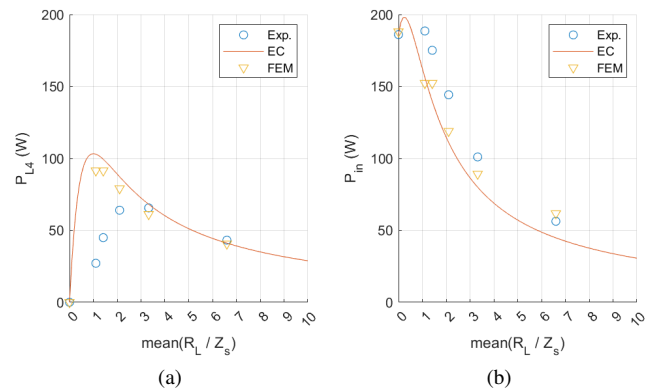 200
150
100
50
0
P_L4 (W)
0 1 2 3 4 5 6 7 8 9 10
mean(R_L / Z_s)
Exp.
EC
FEM
(a)
200
150
100
50
0
P_in (W)
0 1 2 3 4 5 6 7 8 9 10
mean(R_L / Z_s)
Exp.
EC
FEM
(b)